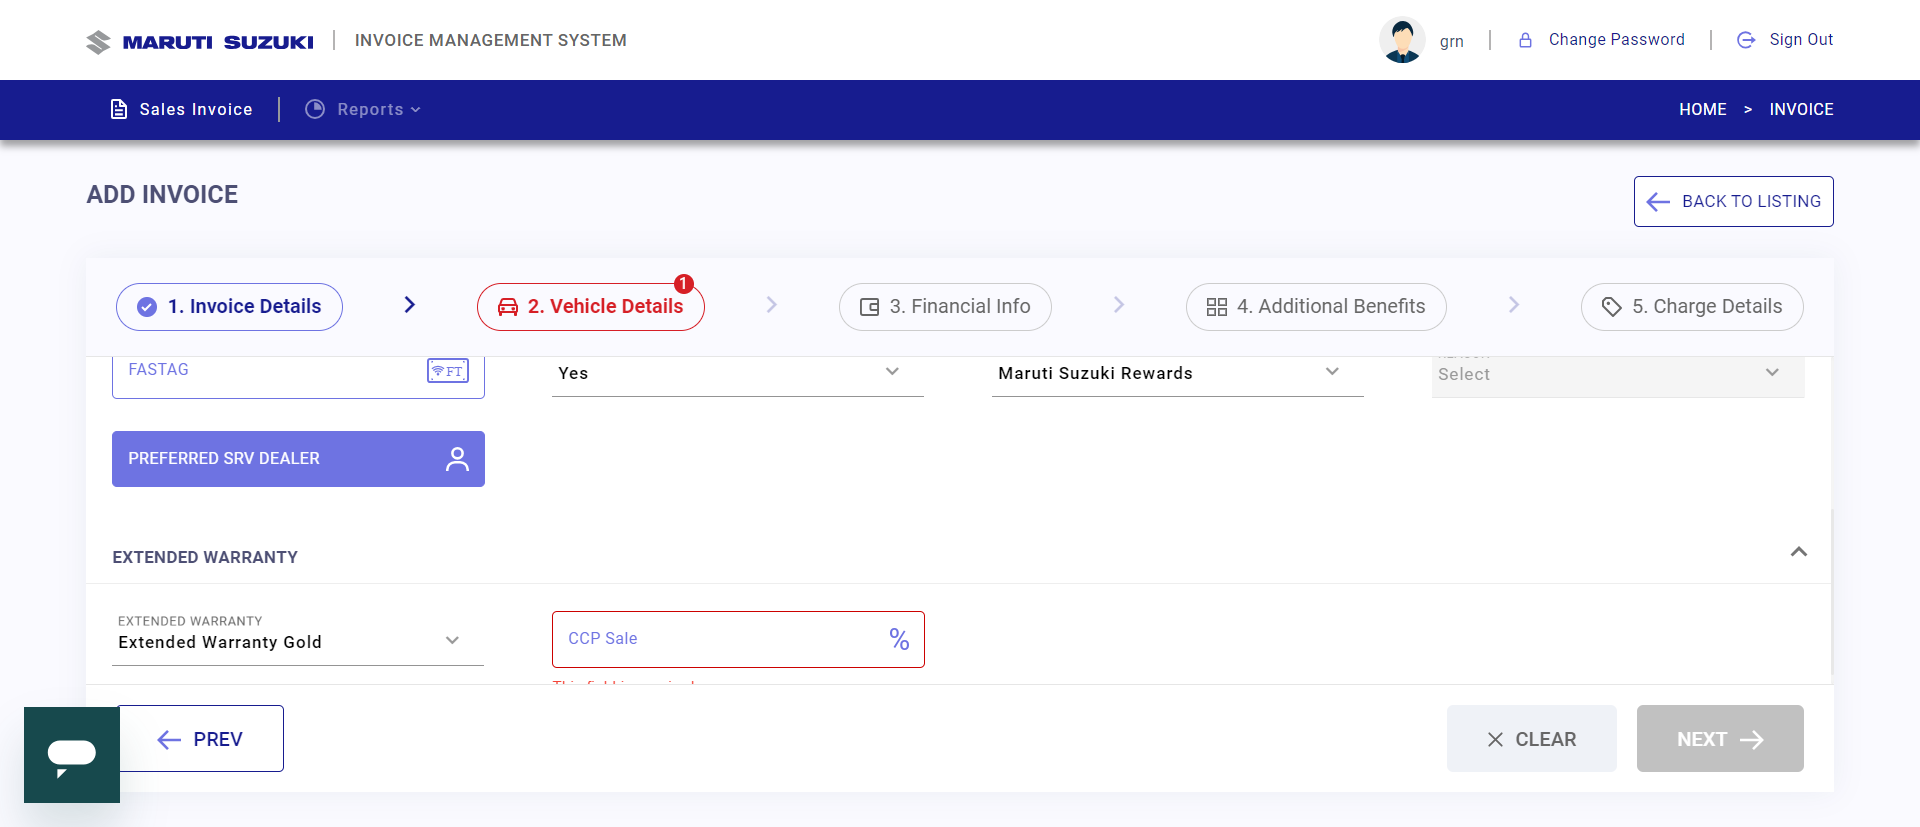 MARUTI SUZUKI
INVOICE MANAGEMENT SYSTEM
grn
Change Password
Sign Out
Sales Invoice
Reports
HOME > INVOICE
ADD INVOICE
BACK TO LISTING
1. Invoice Details
2. Vehicle Details
1
3. Financial Info
4. Additional Benefits
5. Charge Details
FASTAG
FT
Yes
Maruti Suzuki Rewards
Select
PREFERRED SRV DEALER
EXTENDED WARRANTY
EXTENDED WARRANTY
Extended Warranty Gold
CCP Sale
%
PREV
CLEAR
NEXT